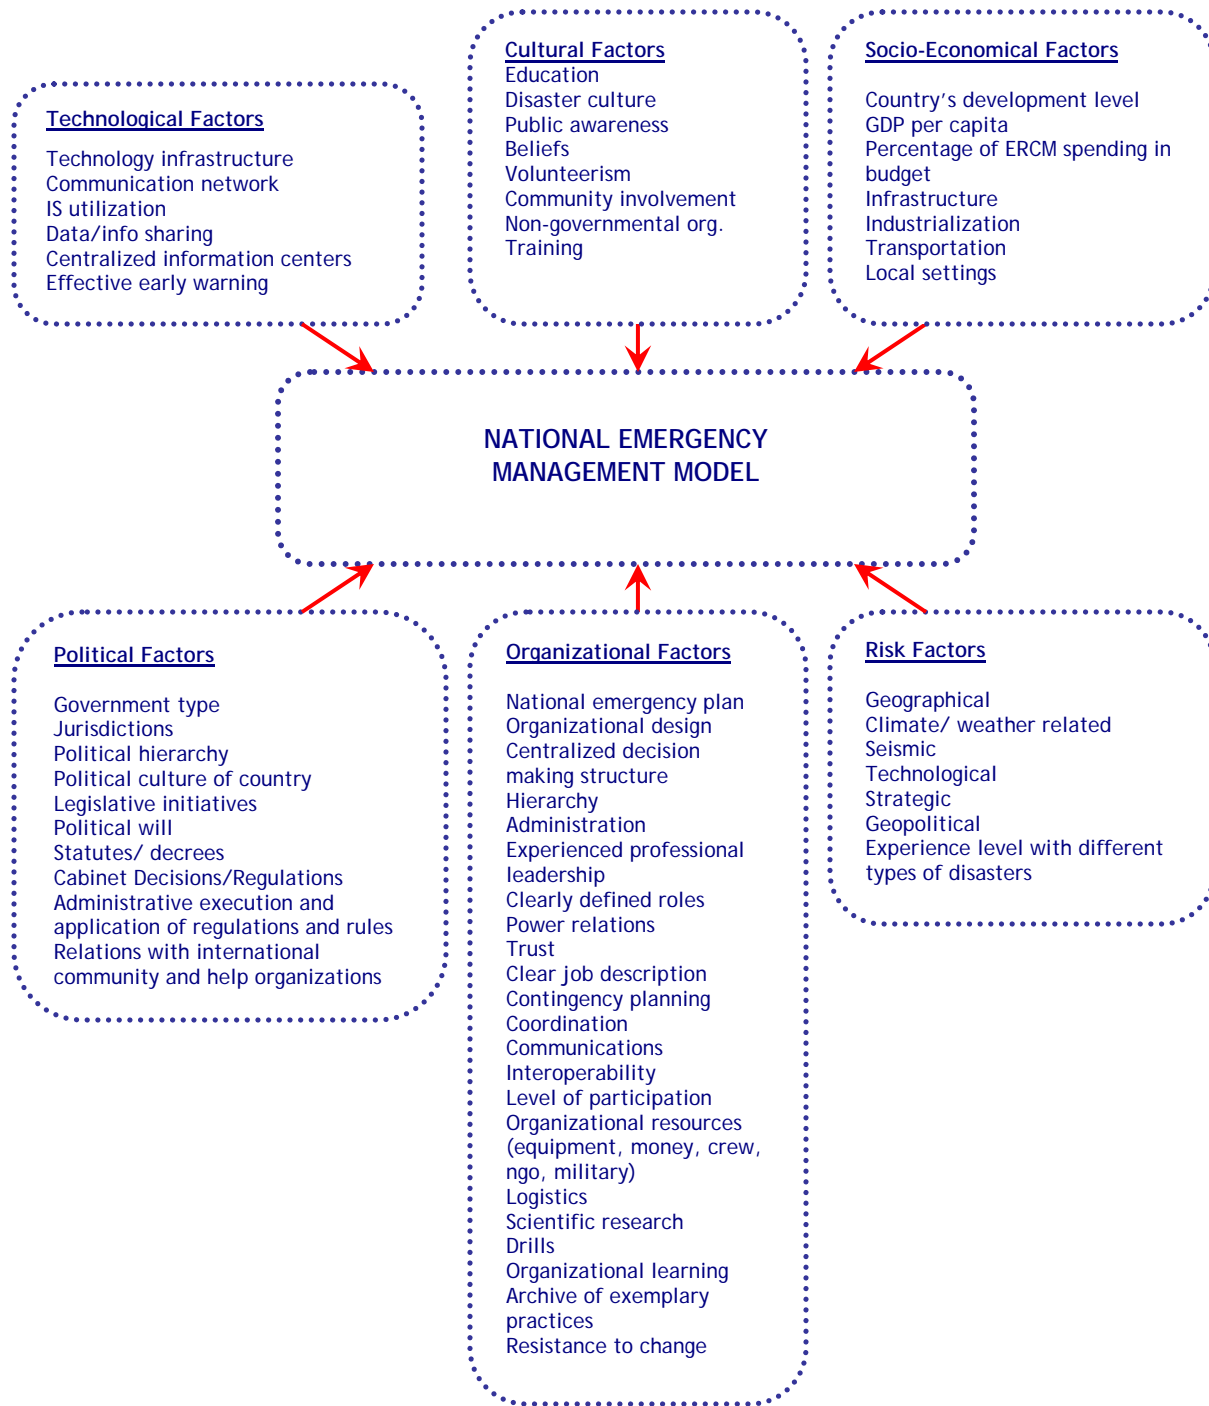 Technological Factors
Technology infrastructure
Communication network
IS utilization
Data/info sharing
Centralized information centers
Effective early warning
Cultural Factors
Education
Disaster culture
Public awareness
Beliefs
Volunteerism
Community involvement
Non-governmental org.
Training
Socio-Economical Factors
Country's development level
GDP per capita
Percentage of ERCM spending in
budget
Infrastructure
Industrialization
Transportation
Local settings
NATIONAL EMERGENCY
MANAGEMENT MODEL
Political Factors
Government type
Jurisdictions
Political hierarchy
Political culture of country
Legislative initiatives
Political will
Statutes/ decrees
Cabinet Decisions/Regulations
Administrative execution and
application of regulations and rules
Relations with international
community and help organizations
Organizational Factors
National emergency plan
Organizational design
Centralized decision
making structure
Hierarchy
Administration
Experienced professional
leadership
Clearly defined roles
Power relations
Trust
Clear job description
Contingency planning
Coordination
Communications
Interoperability
Level of participation
Organizational resources
(equipment, money, crew,
ngo, military)
Logistics
Scientific research
Drills
Organizational learning
Archive of exemplary
practices
Resistance to change
Risk Factors
Geographical
Climate/ weather related
Seismic
Technological
Strategic
Geopolitical
Experience level with different
types of disasters